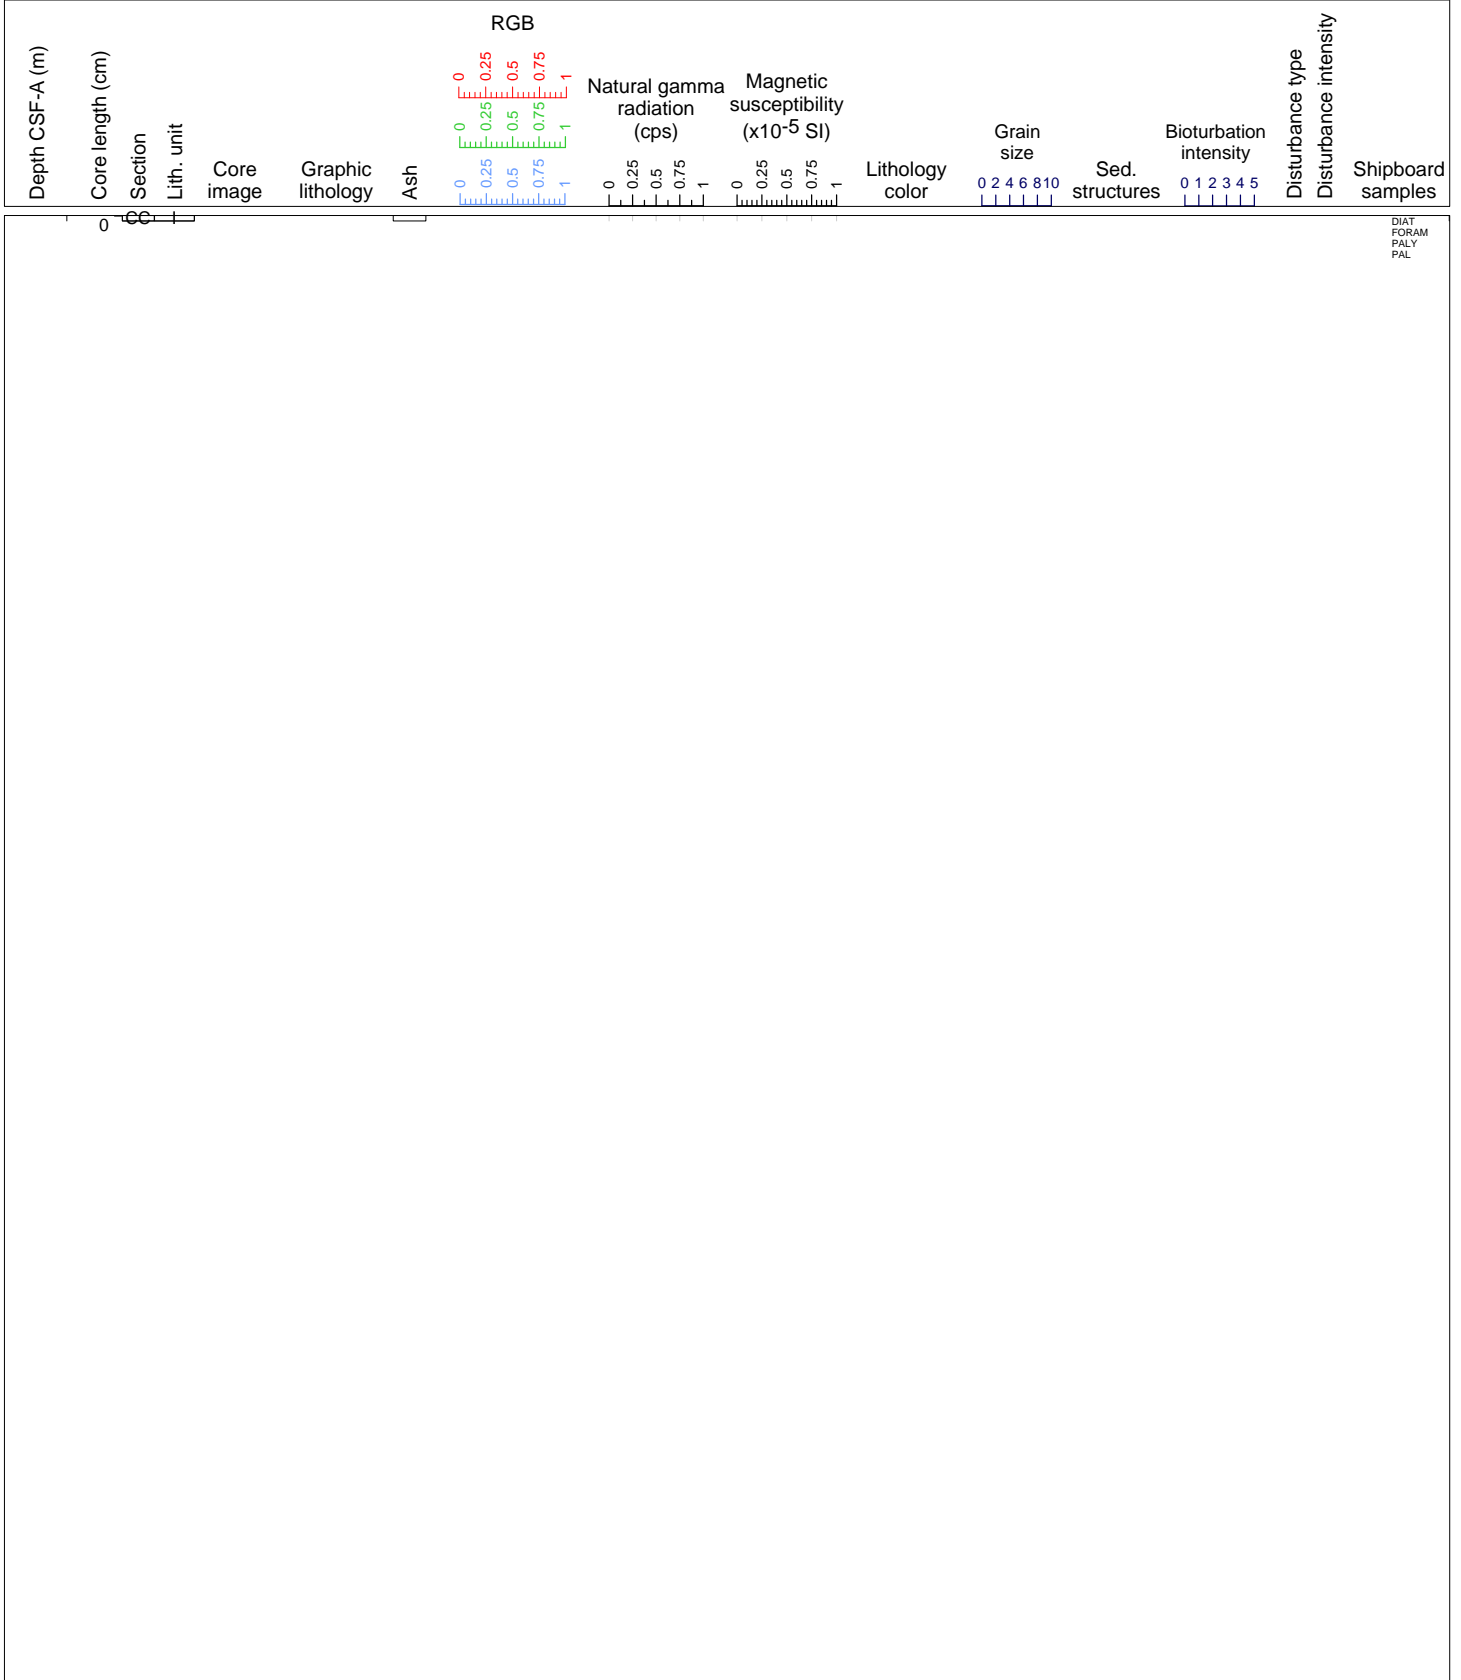 Depth CSF-A (m)
Core length (cm)
Section
Lith. unit
Core
image
Graphic
lithology
Ash
RGB
0 0.25 0.5 0.75 1
0 0.25 0.5 0.75 1
0 0.25 0.5 0.75 1
Natural gamma
radiation
(cps)
0 0.25 0.5 0.75 1
Magnetic
susceptibility
(x10-5 SI)
0 0.25 0.5 0.75 1
Lithology
color
Grain
size
0 2 4 6 8 10
Sed.
structures
Bioturbation
intensity
0 1 2 3 4 5
Disturbance type
Disturbance intensity
Shipboard
samples
0
CC
I
DIAT
FORAM
PALY
PAL